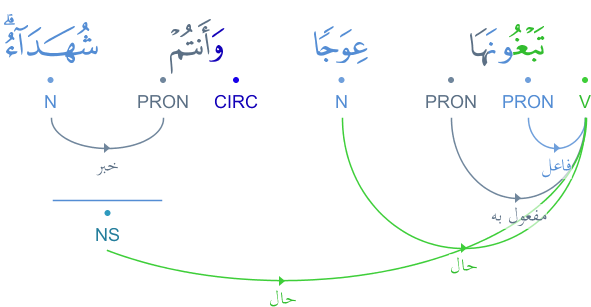 تَبْغُونَهَا عِوَجًا وَأَنتُمْ شُهَدَآءُ ۗ
V PRON PRON N CIRC PRON N
فاعل
خبر
مفعول به
NS
حال
حال